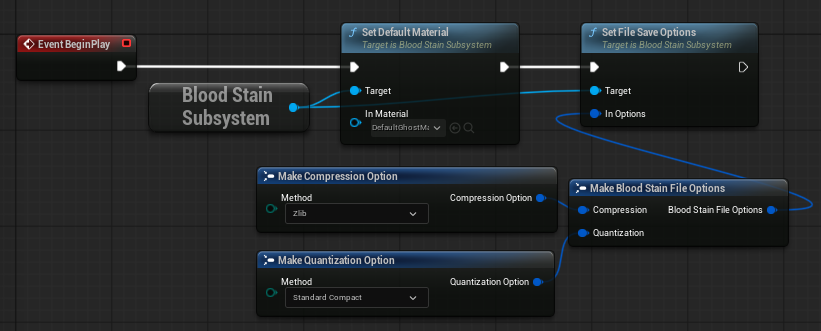 Event BeginPlay
Set Default Material
Target is Blood Stain Subsystem
Set File Save Options
Target is Blood Stain Subsystem
Blood Stain
Subsystem
Target
In Material
Target
In Options
Make Compression Option
Method
Zlib
Compression Option
Make Blood Stain File Options
Compression
Blood Stain File Options
Quantization
Make Quantization Option
Method
Standard Compact
Quantization Option